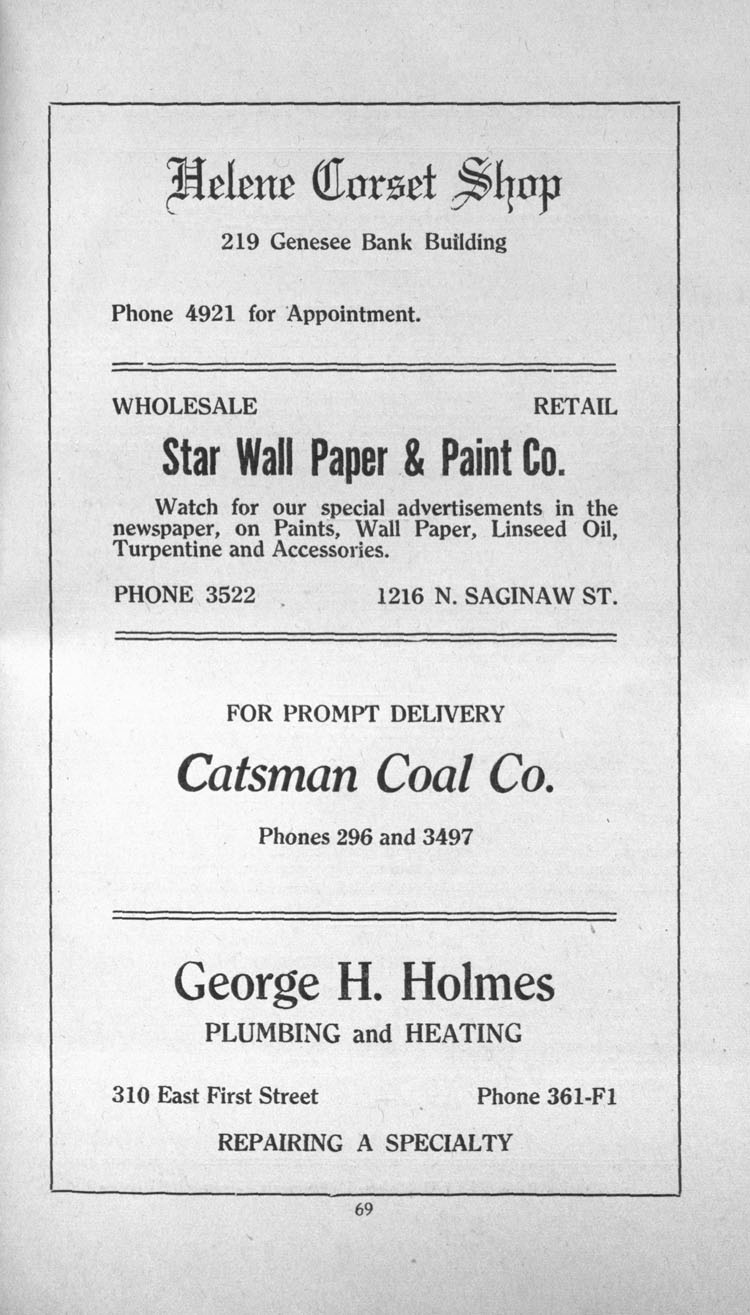 Helene Corset Shop
219 Genesee Bank Building
Phone 4921 for Appointment.
WHOLESALE RETAIL
Star Wall Paper & Paint Co.
Watch for our special advertisements in the
newspaper, on Paints, Wall Paper, Linseed Oil,
Turpentine and Accessories.
PHONE 3522 1216 N. SAGINAW ST.
FOR PROMPT DELIVERY
Catsman Coal Co.
Phones 296 and 3497
George H. Holmes
PLUMBING and HEATING
310 East First Street Phone 361-F1
REPAIRING A SPECIALTY
69